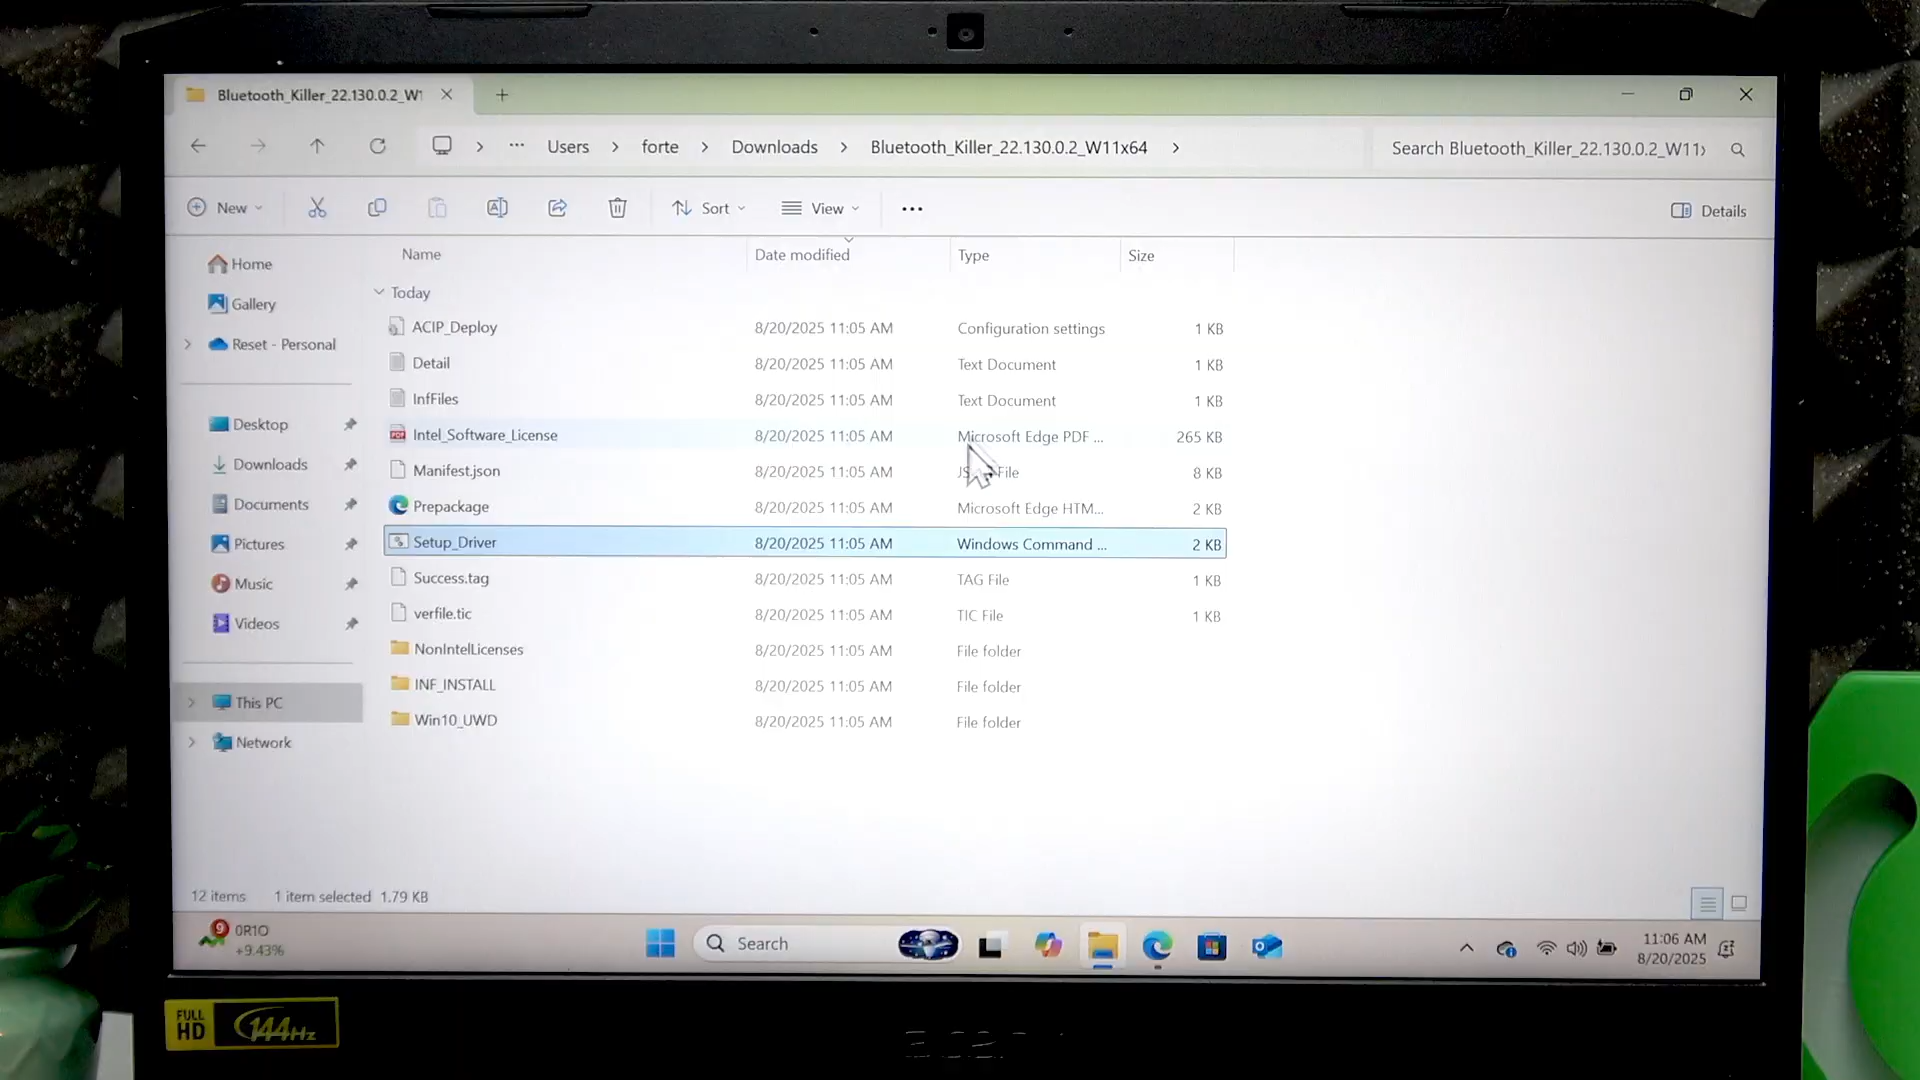 Bluetooth_Killer_22.130.0.2_W1
Users
forte
Downloads
Bluetooth_Killer_22.130.0.2_W11x64
Search Bluetooth_Killer_22.130.0.2_W11
New
Sort
View
Details
Name Date modified Type Size
Today
ACIP_Deploy 8/20/2025 11:05 AM Configuration settings 1 KB
Detail 8/20/2025 11:05 AM Text Document 1 KB
InfFiles 8/20/2025 11:05 AM Text Document 1 KB
Intel_Software_License 8/20/2025 11:05 AM Microsoft Edge PDF ... 265 KB
Manifest.json 8/20/2025 11:05 AM File 8 KB
Prepackage 8/20/2025 11:05 AM Microsoft Edge HTM... 2 KB
Setup_Driver 8/20/2025 11:05 AM Windows Command ... 2 KB
Success.tag 8/20/2025 11:05 AM TAG File 1 KB
verfile.tic 8/20/2025 11:05 AM TIC File 1 KB
NonIntelLicenses 8/20/2025 11:05 AM File folder
INF_INSTALL 8/20/2025 11:05 AM File folder
Win10_UWD 8/20/2025 11:05 AM File folder
Home
Gallery
Reset - Personal
Desktop
Downloads
Documents
Pictures
Music
Videos
This PC
Network
12 items 1 item selected 1.79 KB
9
0R1O
+9.43%
Search
11:06 AM
8/20/2025
FULL HD
144Hz